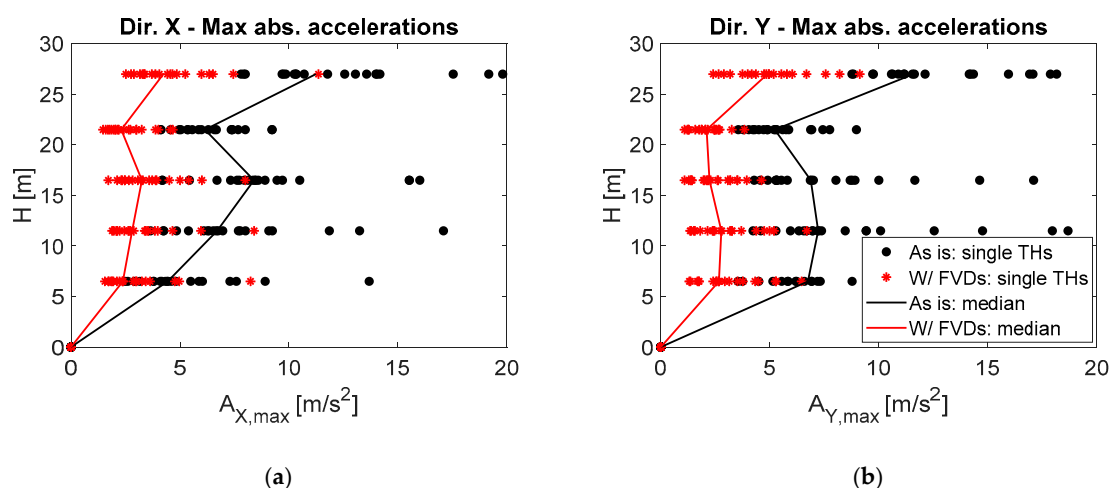 Dir. X - Max abs. accelerations
30
25
20
15
10
5
0
H [m]
0 5 10 15 20
A_X,max [m/s²]
(a)
Dir. Y - Max abs. accelerations
30
25
20
15
10
5
0
H [m]
As is: single THs
W/ FVDs: single THs
As is: median
W/ FVDs: median
0 5 10 15 20
A_Y,max [m/s²]
(b)